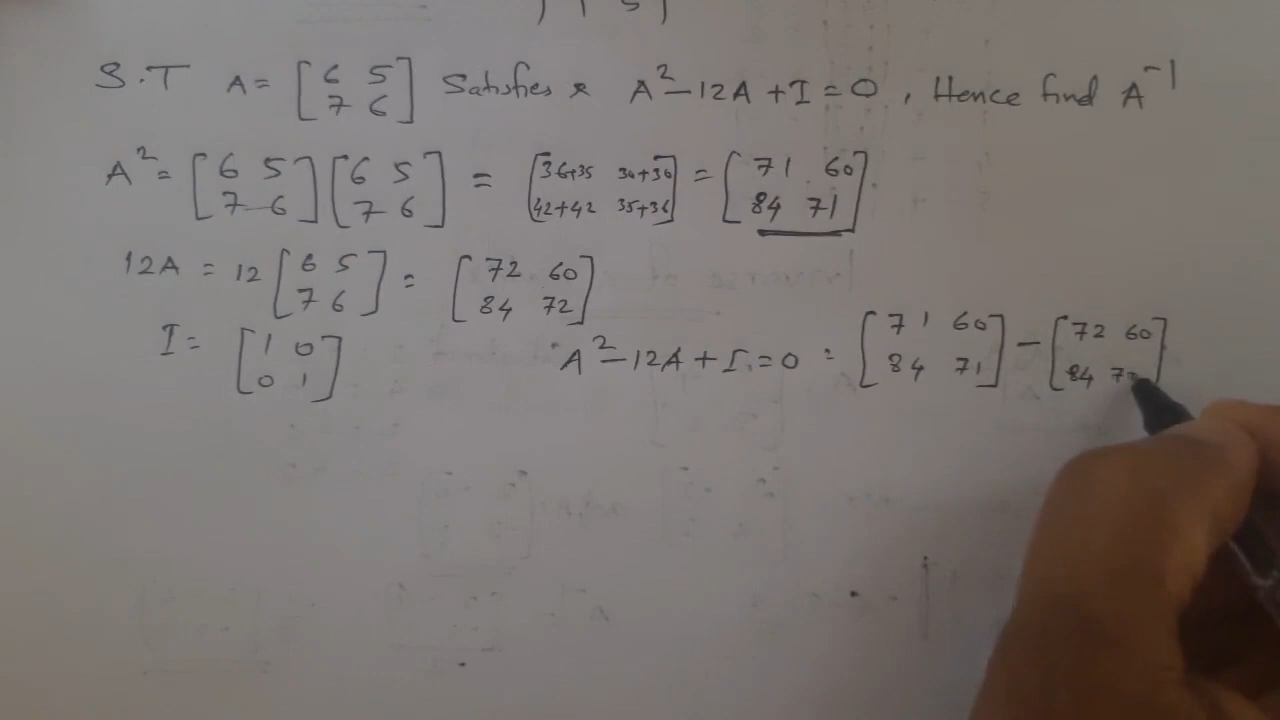 S.T A = [6 5; 7 6] Satisfies & A² - 12A + I = 0 , Hence find A⁻¹
A² = [6 5; 7 6] [6 5; 7 6] = [36+35 30+30; 42+42 35+36] = [71 60; 84 71]
12A = 12 [6 5; 7 6] = [72 60; 84 72]
I = [1 0; 0 1] A² - 12A + I = 0 = [71 60; 84 71] - [72 60; 84 72]